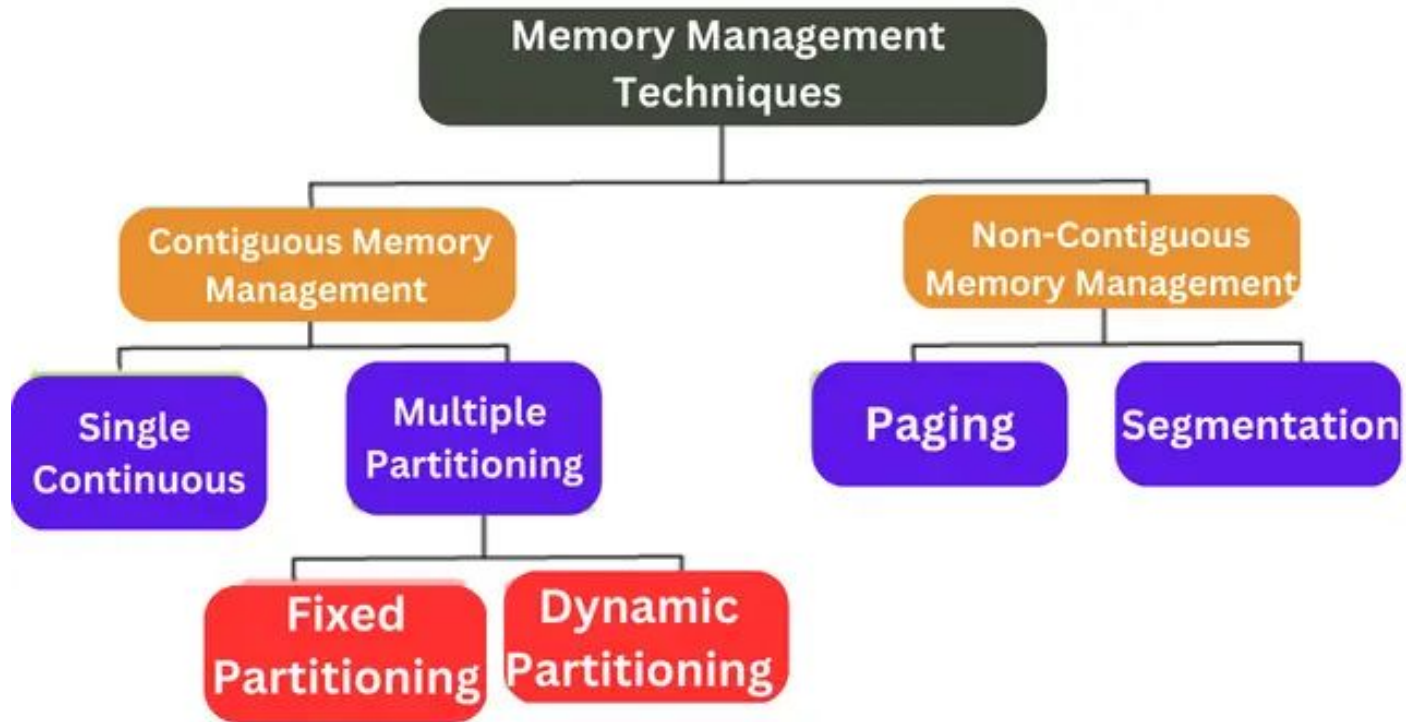 Memory Management
Techniques
Contiguous Memory
Management
Non-Contiguous
Memory Management
Single
Continuous
Multiple
Partitioning
Paging
Segmentation
Fixed
Partitioning
Dynamic
Partitioning